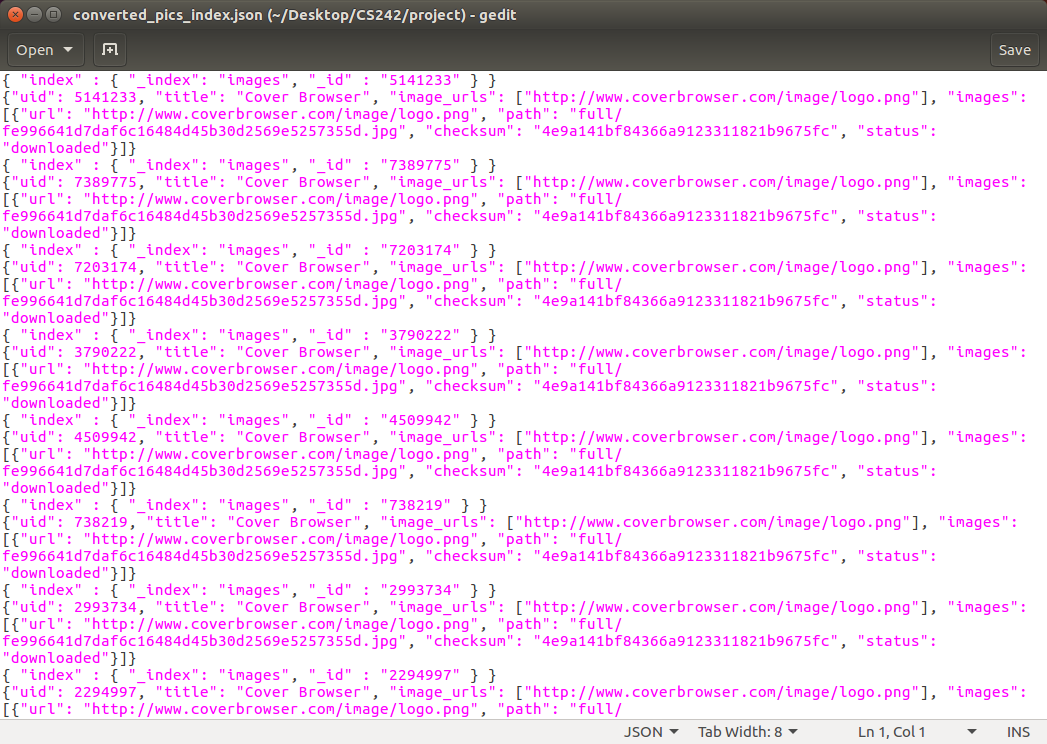 converted_pics_index.json (~/Desktop/CS242/project) - gedit
Open
Save
{ "index" : { "_index": "images", "_id" : "5141233" } }
{"uid": 5141233, "title": "Cover Browser", "image_urls": ["http://www.coverbrowser.com/image/logo.png"], "images":
[{"url": "http://www.coverbrowser.com/image/logo.png", "path": "full/
fe996641d7daf6c16484d45b30d2569e5257355d.jpg", "checksum": "4e9a141bf84366a9123311821b9675fc", "status":
"downloaded"}]}
{ "index" : { "_index": "images", "_id" : "7389775" } }
{"uid": 7389775, "title": "Cover Browser", "image_urls": ["http://www.coverbrowser.com/image/logo.png"], "images":
[{"url": "http://www.coverbrowser.com/image/logo.png", "path": "full/
fe996641d7daf6c16484d45b30d2569e5257355d.jpg", "checksum": "4e9a141bf84366a9123311821b9675fc", "status":
"downloaded"}]}
{ "index" : { "_index": "images", "_id" : "7203174" } }
{"uid": 7203174, "title": "Cover Browser", "image_urls": ["http://www.coverbrowser.com/image/logo.png"], "images":
[{"url": "http://www.coverbrowser.com/image/logo.png", "path": "full/
fe996641d7daf6c16484d45b30d2569e5257355d.jpg", "checksum": "4e9a141bf84366a9123311821b9675fc", "status":
"downloaded"}]}
{ "index" : { "_index": "images", "_id" : "3790222" } }
{"uid": 3790222, "title": "Cover Browser", "image_urls": ["http://www.coverbrowser.com/image/logo.png"], "images":
[{"url": "http://www.coverbrowser.com/image/logo.png", "path": "full/
fe996641d7daf6c16484d45b30d2569e5257355d.jpg", "checksum": "4e9a141bf84366a9123311821b9675fc", "status":
"downloaded"}]}
{ "index" : { "_index": "images", "_id" : "4509942" } }
{"uid": 4509942, "title": "Cover Browser", "image_urls": ["http://www.coverbrowser.com/image/logo.png"], "images":
[{"url": "http://www.coverbrowser.com/image/logo.png", "path": "full/
fe996641d7daf6c16484d45b30d2569e5257355d.jpg", "checksum": "4e9a141bf84366a9123311821b9675fc", "status":
"downloaded"}]}
{ "index" : { "_index": "images", "_id" : "738219" } }
{"uid": 738219, "title": "Cover Browser", "image_urls": ["http://www.coverbrowser.com/image/logo.png"], "images":
[{"url": "http://www.coverbrowser.com/image/logo.png", "path": "full/
fe996641d7daf6c16484d45b30d2569e5257355d.jpg", "checksum": "4e9a141bf84366a9123311821b9675fc", "status":
"downloaded"}]}
{ "index" : { "_index": "images", "_id" : "2993734" } }
{"uid": 2993734, "title": "Cover Browser", "image_urls": ["http://www.coverbrowser.com/image/logo.png"], "images":
[{"url": "http://www.coverbrowser.com/image/logo.png", "path": "full/
fe996641d7daf6c16484d45b30d2569e5257355d.jpg", "checksum": "4e9a141bf84366a9123311821b9675fc", "status":
"downloaded"}]}
{ "index" : { "_index": "images", "_id" : "2294997" } }
{"uid": 2294997, "title": "Cover Browser", "image_urls": ["http://www.coverbrowser.com/image/logo.png"], "images":
[{"url": "http://www.coverbrowser.com/image/logo.png", "path": "full/
JSON Tab Width: 8 Ln 1, Col 1 INS